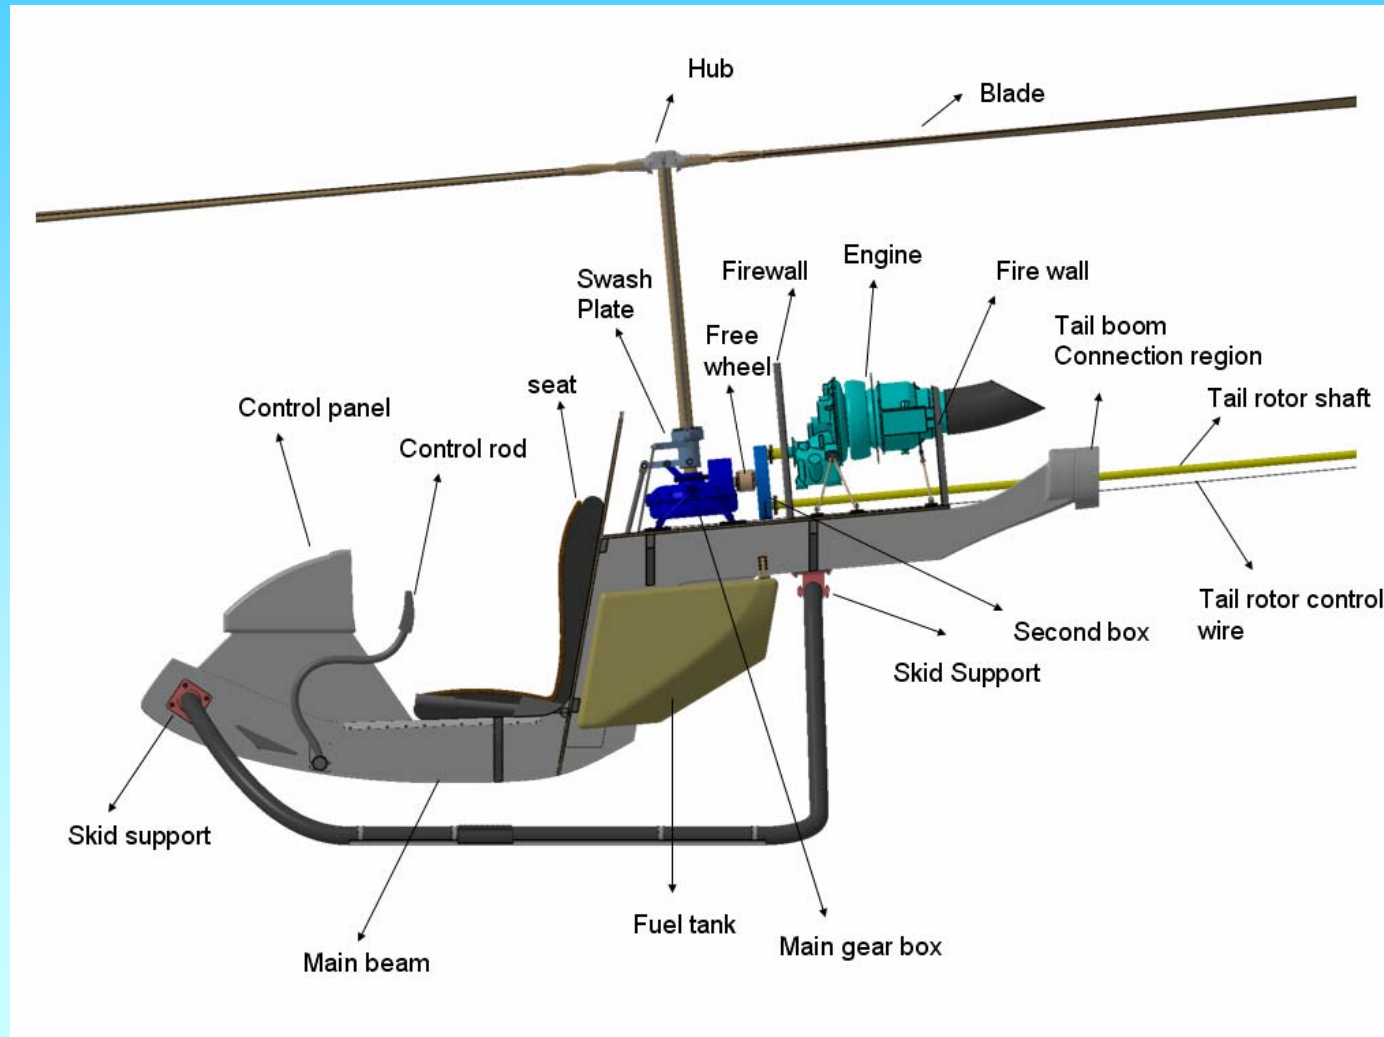 Hub
Blade
Engine
Firewall
Fire wall
Swash
Plate
Free
wheel
Tail boom
Connection region
seat
Tail rotor shaft
Control panel
Control rod
Tail rotor control
wire
Second box
Skid Support
Skid support
Fuel tank
Main gear box
Main beam